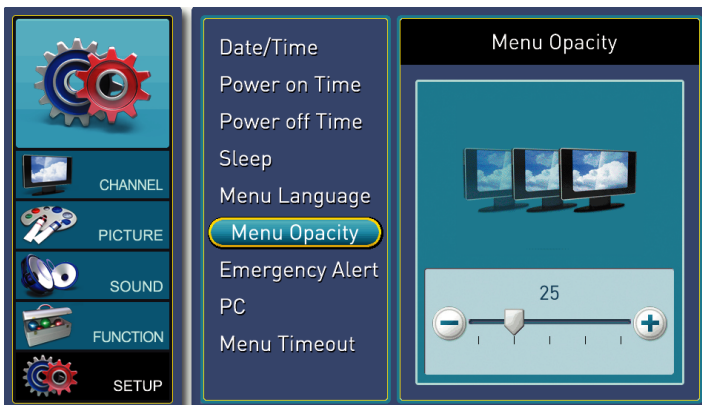 CHANNEL
PICTURE
SOUND
FUNCTION
SETUP
Date/Time
Power on Time
Power off Time
Sleep
Menu Language
Menu Opacity
Emergency Alert
PC
Menu Timeout
Menu Opacity
25